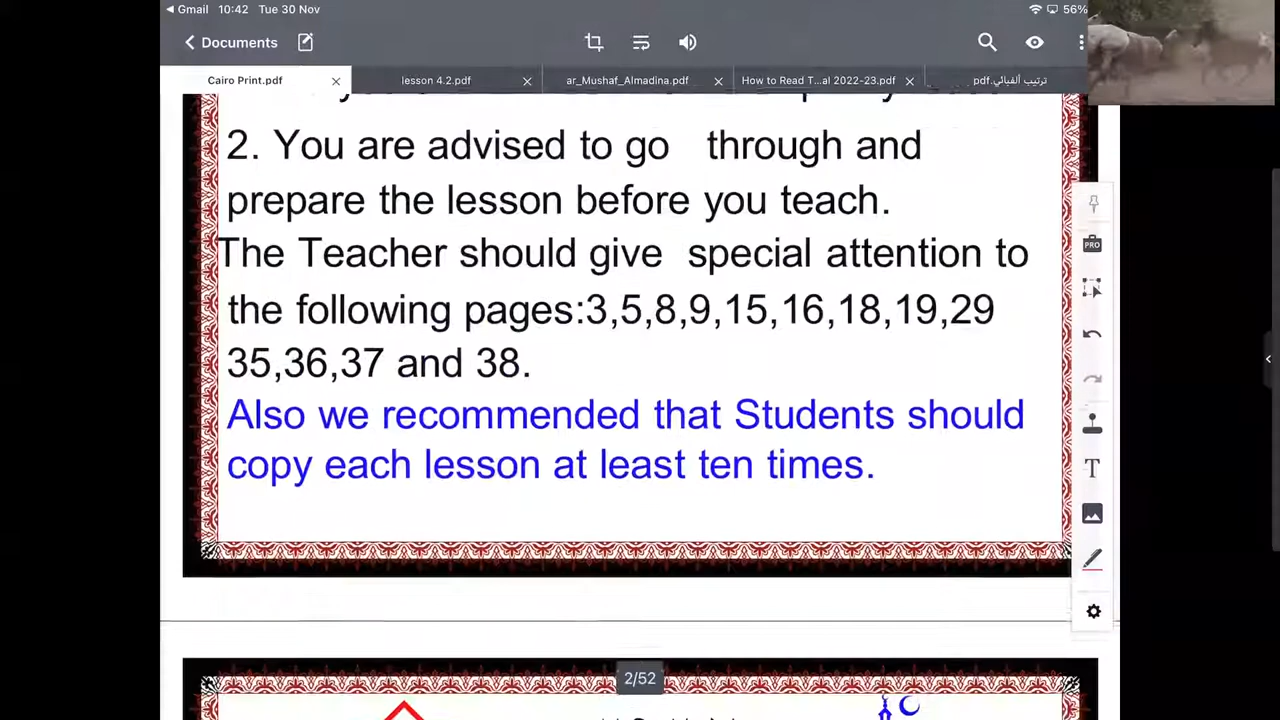 Gmail 10:42 Tue 30 Nov 56%
Documents
Cairo Print.pdf lesson 4.2.pdf ar_Mushaf_Almadina.pdf How to Read T...al 2022-23.pdf ترتيب ألفبائي.pdf
2. You are advised to go through and
prepare the lesson before you teach.
The Teacher should give special attention to
the following pages:3,5,8,9,15,16,18,19,29
35,36,37 and 38.
Also we recommended that Students should
copy each lesson at least ten times.
PRO
T
2/52